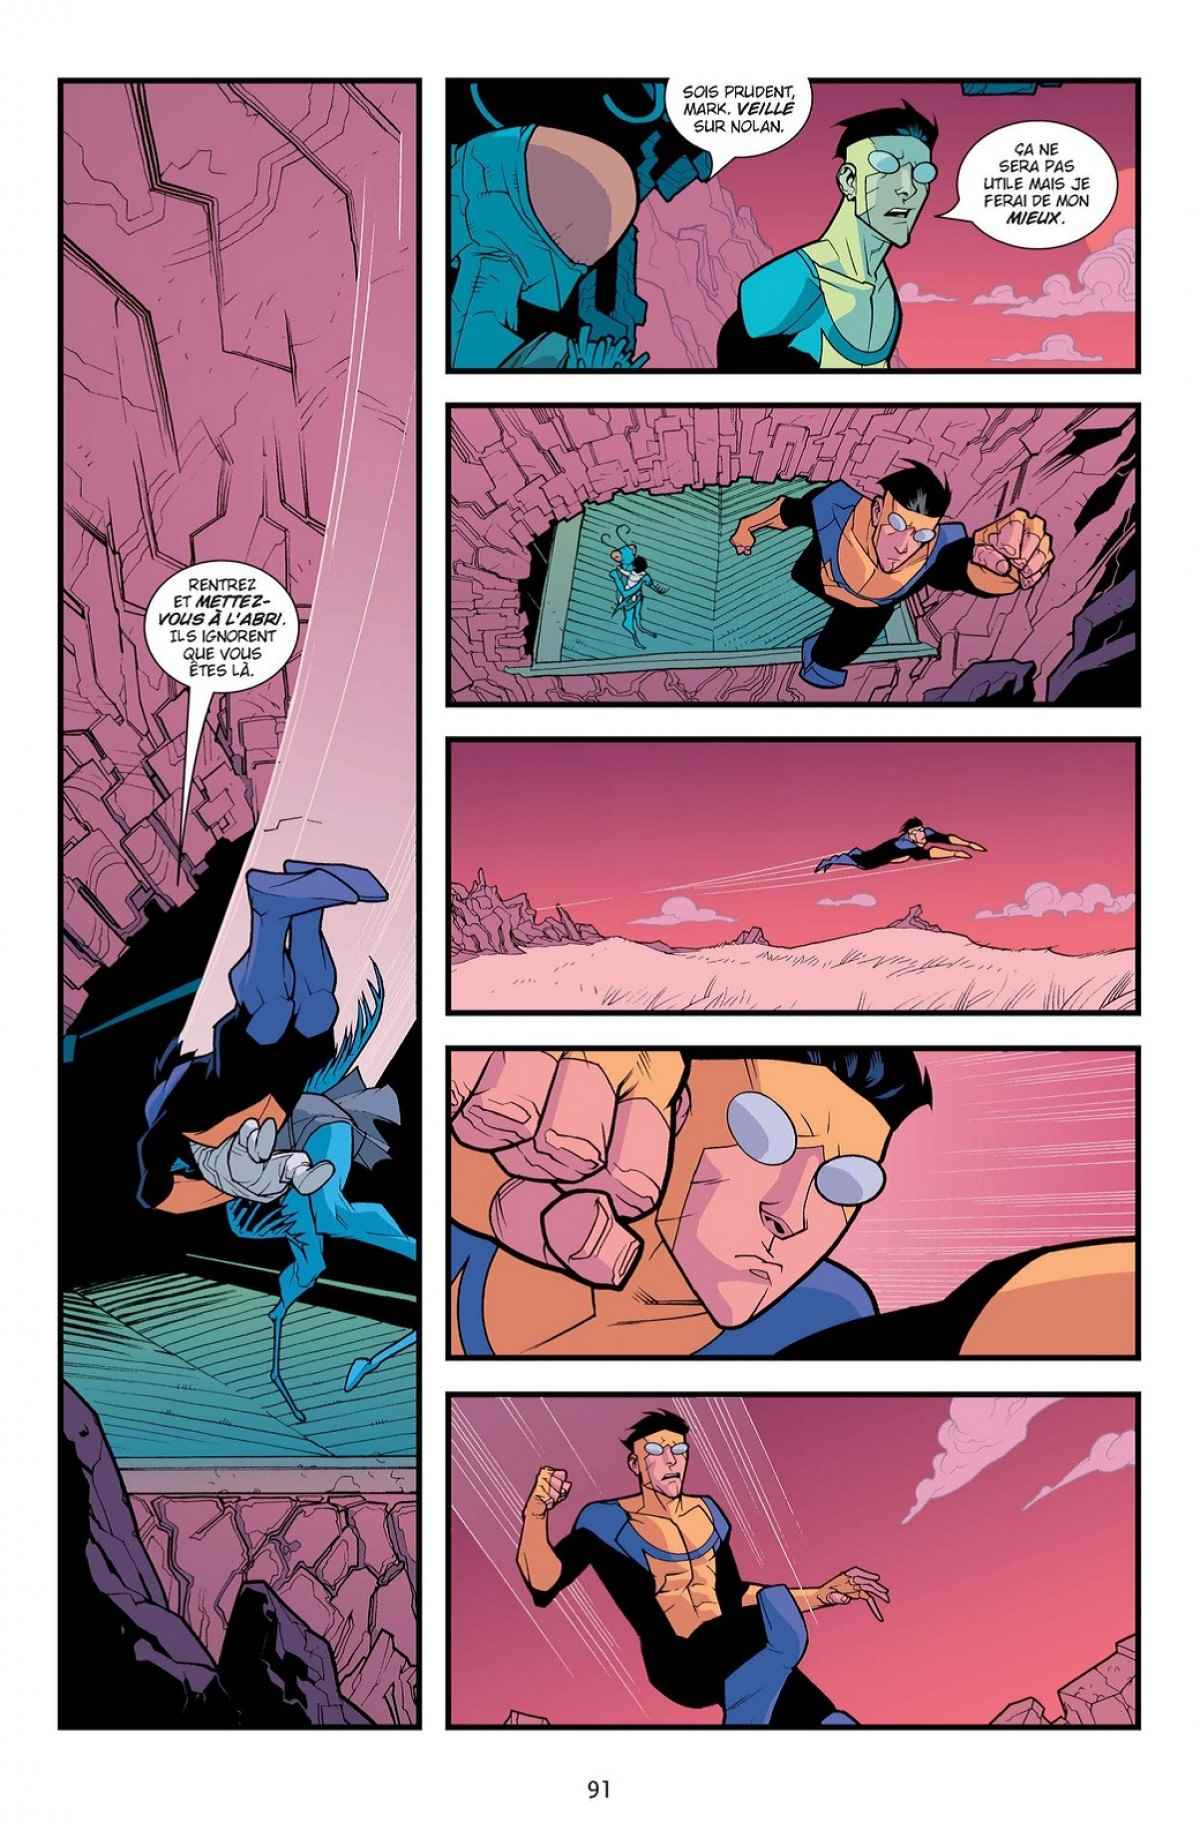 RENTREZ
ET METTEZ-
VOUS À L'ABRI.
ILS IGNORENT
QUE VOUS
ÊTES LÀ.
SOIS PRUDENT,
MARK. VEILLE
SUR NOLAN.
ÇA NE
SERA PAS
UTILE MAIS JE
FERAI DE MON
MIEUX.
91